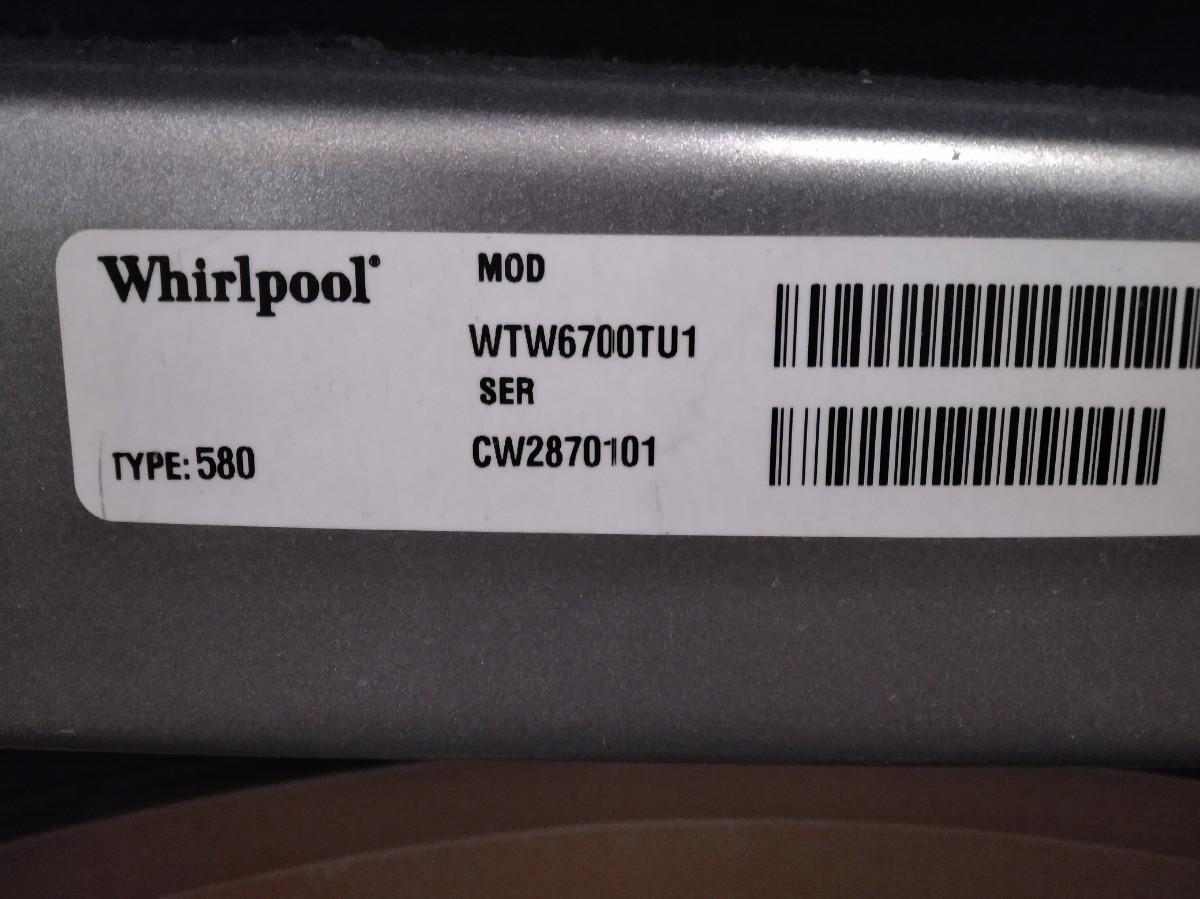 Whirlpool®
MOD
WTW6700TU1
SER
CW2870101
TYPE: 580